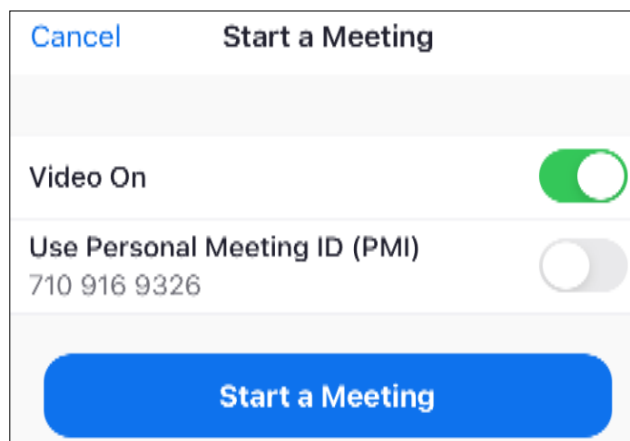 Cancel Start a Meeting
Video On
Use Personal Meeting ID (PMI)
710 916 9326
Start a Meeting